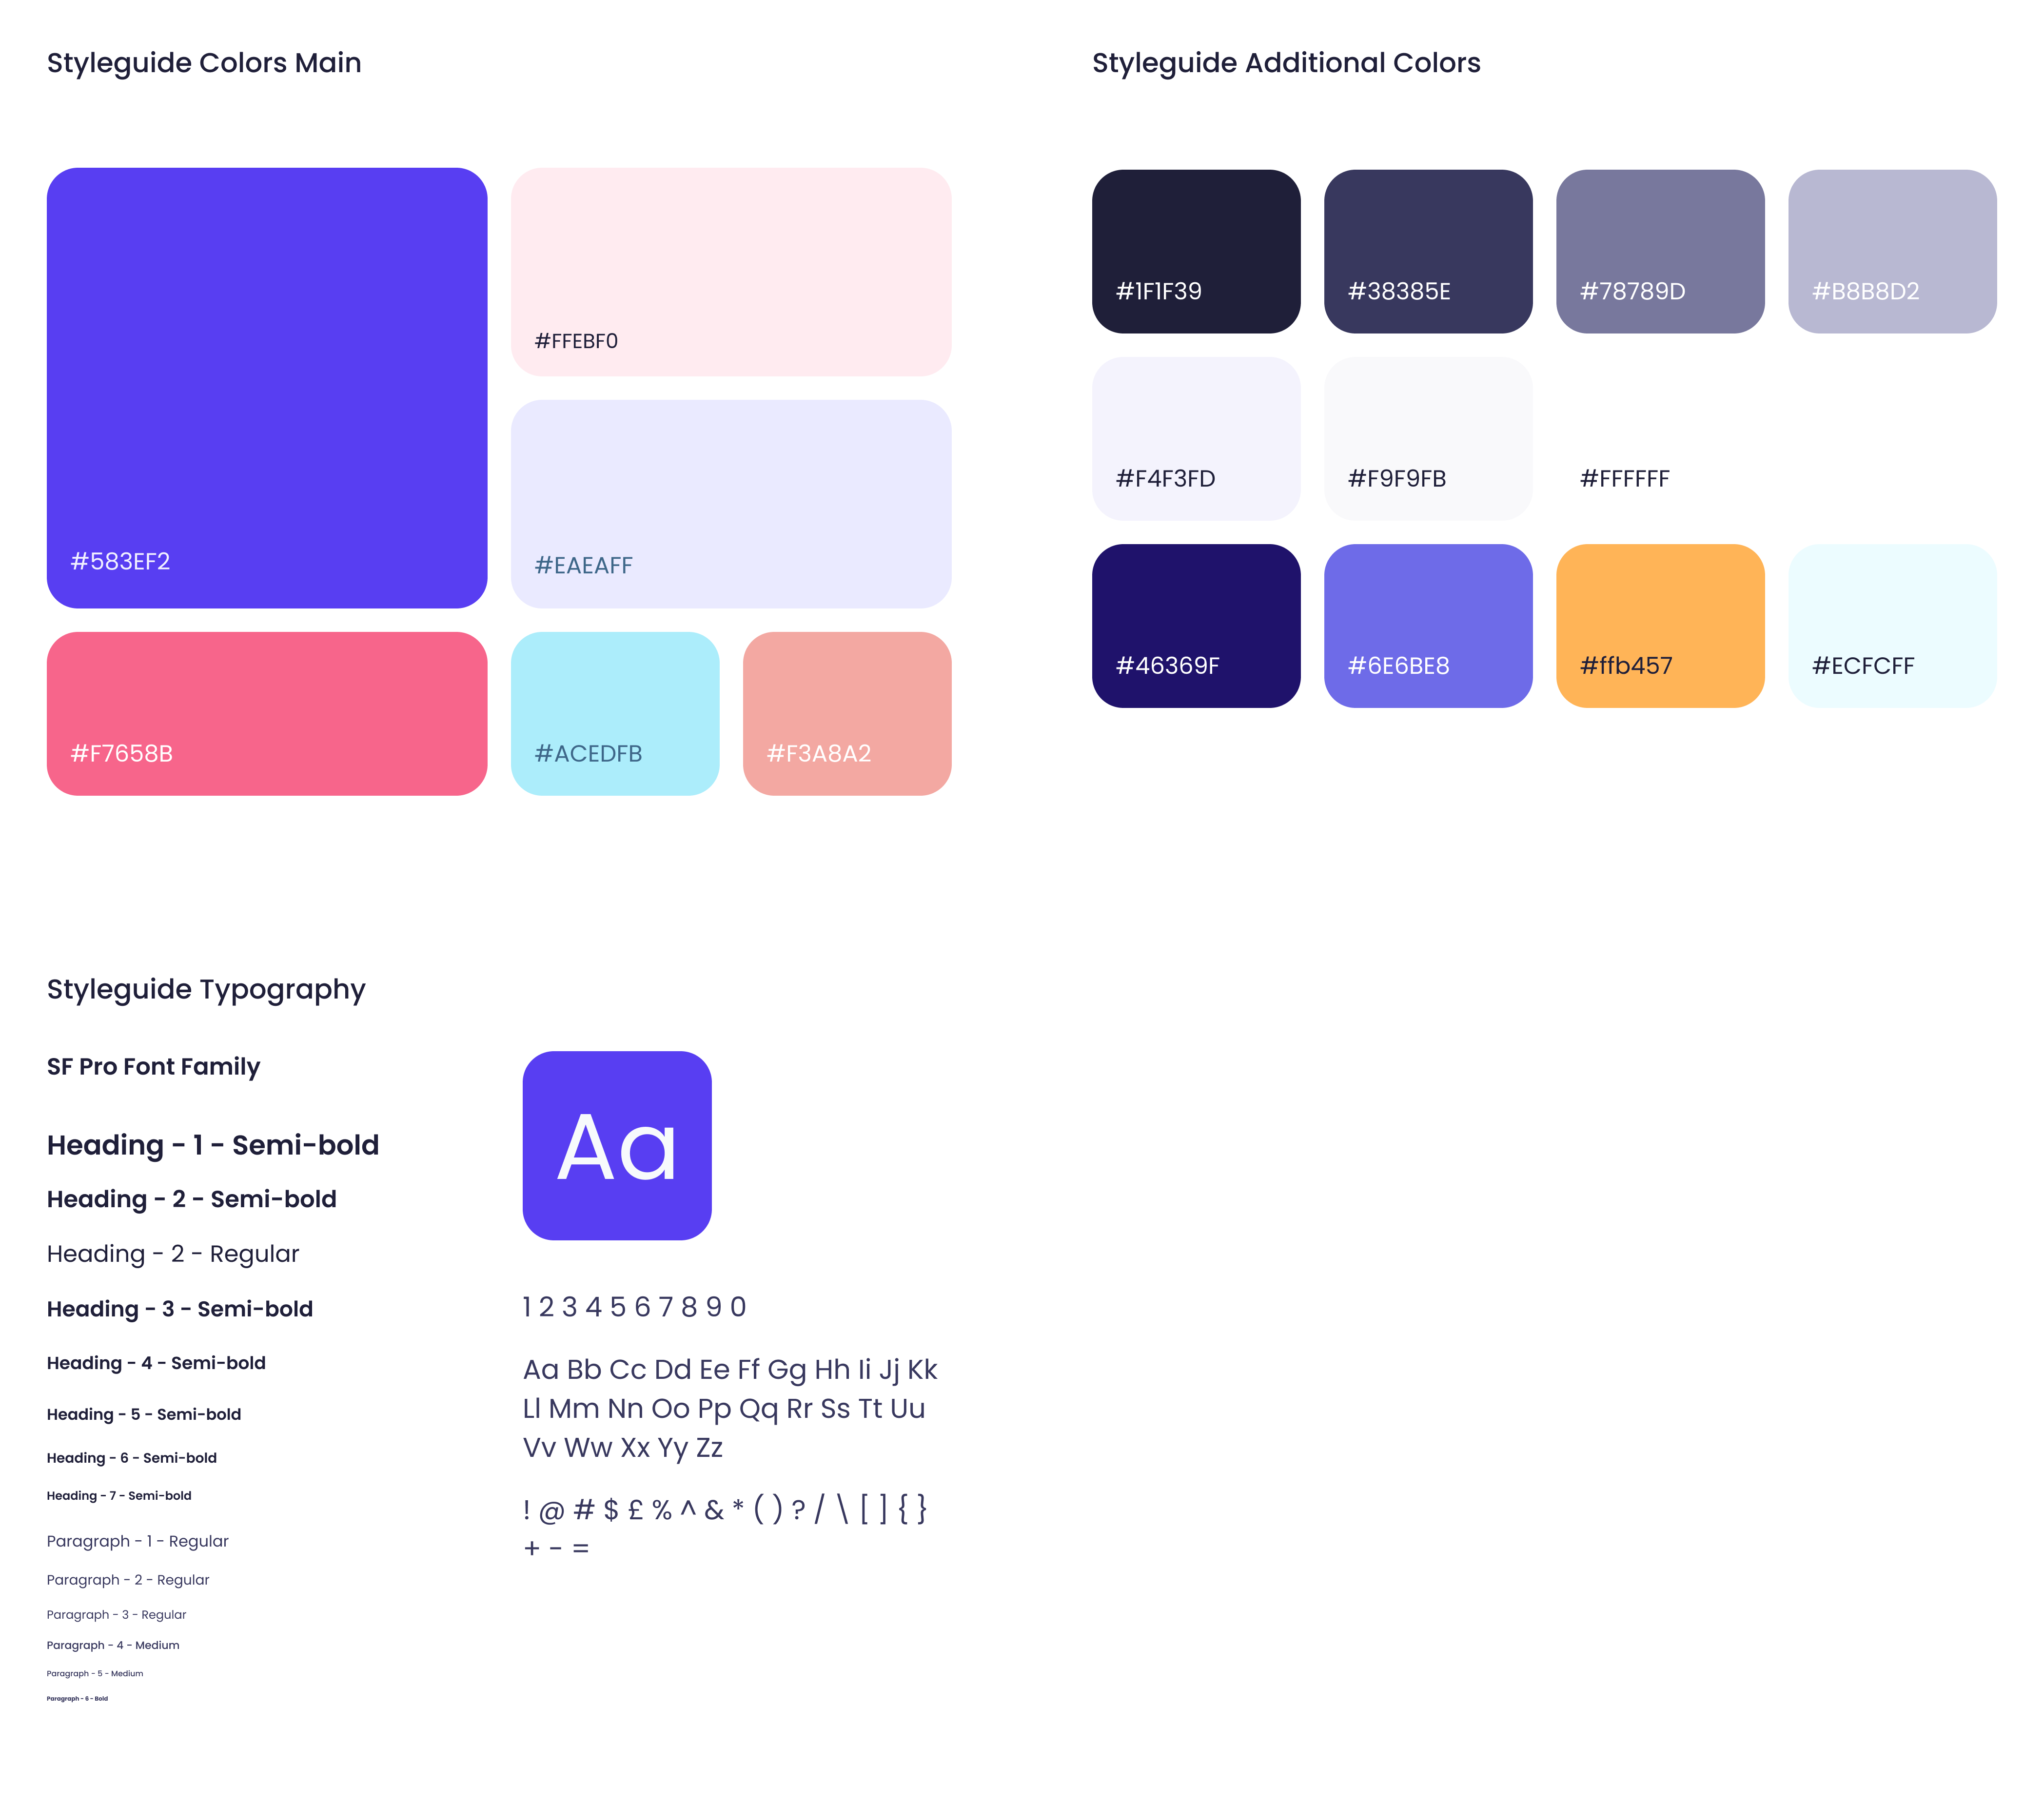 Styleguide Colors Main
#583EF2
#FFEBF0
#EAEAFF
#F7658B
#ACEDFB
#F3A8A2
Styleguide Additional Colors
#1F1F39
#38385E
#78789D
#B8B8D2
#F4F3FD
#F9F9FB
#FFFFFF
#46369F
#6E6BE8
#ffb457
#ECFCFF
Styleguide Typography
SF Pro Font Family
Heading - 1 - Semi-bold
Heading - 2 - Semi-bold
Heading - 2 - Regular
Heading - 3 - Semi-bold
Heading - 4 - Semi-bold
Heading - 5 - Semi-bold
Heading - 6 - Semi-bold
Heading - 7 - Semi-bold
Paragraph - 1 - Regular
Paragraph - 2 - Regular
Paragraph - 3 - Regular
Paragraph - 4 - Medium
Paragraph - 5 - Medium
Paragraph - 6 - Bold
Aa
1 2 3 4 5 6 7 8 9 0
Aa Bb Cc Dd Ee Ff Gg Hh Ii Jj Kk
Ll Mm Nn Oo Pp Qq Rr Ss Tt Uu
Vv Ww Xx Yy Zz
! @ # $ £ % ^ & * ( ) ? / \ [ ] { }
+ - =